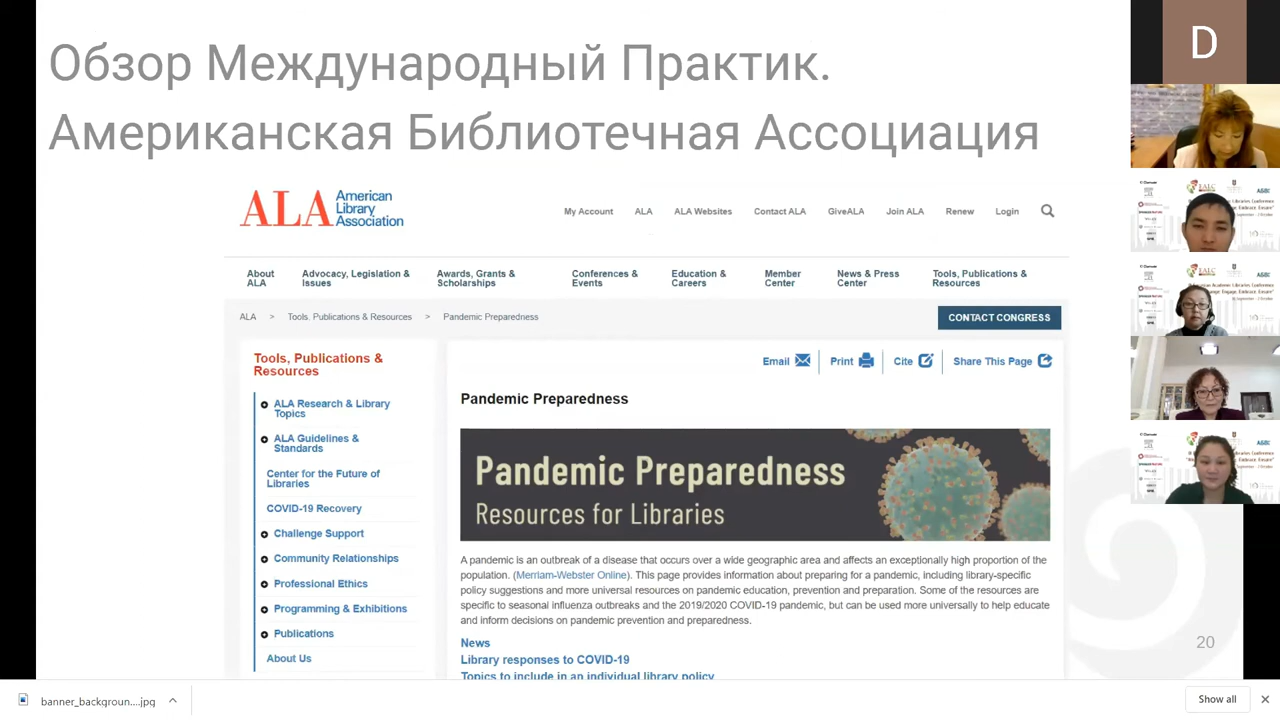 Обзор Международный Практик.
Американская Библиотечная Ассоциация
D
ALA American
Library
Association
My Account ALA ALA Websites Contact ALA GiveALA Join ALA Renew Login
About
ALA
Advocacy, Legislation &
Issues
Awards, Grants &
Scholarships
Conferences &
Events
Education &
Careers
Member
Center
News & Press
Center
Tools, Publications &
Resources
ALA > Tools, Publications & Resources > Pandemic Preparedness
CONTACT CONGRESS
Tools, Publications &
Resources
ALA Research & Library
Topics
ALA Guidelines &
Standards
Center for the Future of
Libraries
COVID-19 Recovery
Challenge Support
Community Relationships
Professional Ethics
Programming & Exhibitions
Publications
About Us
Email Print Cite Share This Page
Pandemic Preparedness
Pandemic Preparedness
Resources for Libraries
A pandemic is an outbreak of a disease that occurs over a wide geographic area and affects an exceptionally high proportion of the
population. (Merriam-Webster Online). This page provides information about preparing for a pandemic, including library-specific
policy suggestions and more universal resources on pandemic education, prevention and preparation. Some of the resources are
specific to seasonal influenza outbreaks and the 2019/2020 COVID-19 pandemic, but can be used more universally to help educate
and inform decisions on pandemic prevention and preparedness.
News
Library responses to COVID-19
Topics to include in an individual library policy
20
banner_backgroun....jpg
Show all